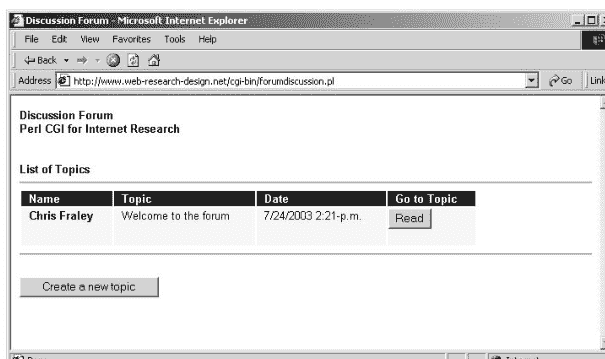 Discussion Forum - Microsoft Internet Explorer
File Edit View Favorites Tools Help
Back
Address http://www.web-research-design.net/cgi-bin/forumdiscussion.pl Go Link
Discussion Forum
Perl CGI for Internet Research
List of Topics
Name Topic Date Go to Topic
Chris Fraley Welcome to the forum 7/24/2003 2:21-p.m. Read
Create a new topic